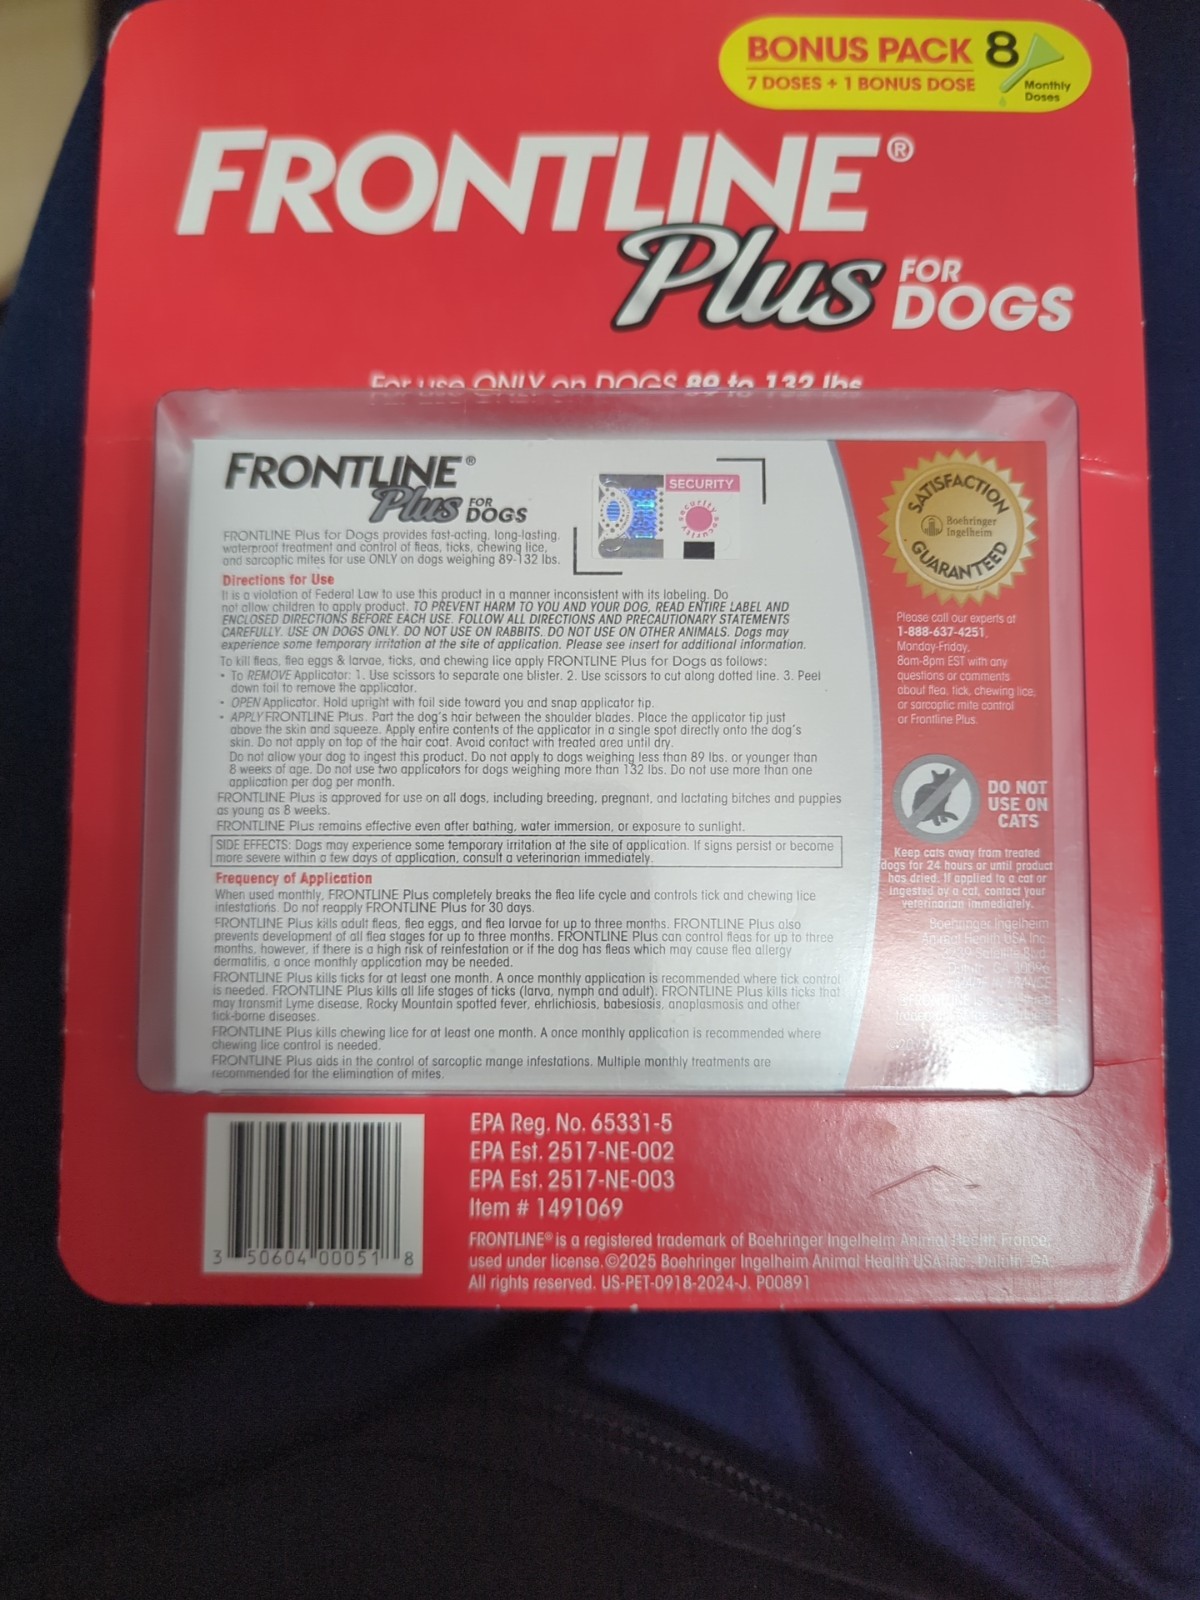 BONUS PACK 8
7 DOSES + 1 BONUS DOSE
Monthly
Doses
FRONTLINE®
Plus FOR
DOGS
For use ONLY on DOGS 89 to 132 lbs
FRONTLINE®
Plus FOR
DOGS
SECURITY
security security
FRONTLINE Plus for Dogs provides fast-acting, long-lasting,
waterproof treatment and control of fleas, ticks, chewing lice,
and sarcoptic mites for use ONLY on dogs weighing 89-132 lbs.
Directions for Use
It is a violation of Federal Law to use this product in a manner inconsistent with its labeling. Do
not allow children to apply product. TO PREVENT HARM TO YOU AND YOUR DOG, READ ENTIRE LABEL AND
ENCLOSED DIRECTIONS BEFORE EACH USE. FOLLOW ALL DIRECTIONS AND PRECAUTIONARY STATEMENTS
CAREFULLY. USE ON DOGS ONLY. DO NOT USE ON RABBITS. DO NOT USE ON OTHER ANIMALS. Dogs may
experience some temporary irritation at the site of application. Please see insert for additional information.
To kill fleas, flea eggs & larvae, ticks, and chewing lice apply FRONTLINE Plus for Dogs as follows:
• To REMOVE Applicator: 1. Use scissors to separate one blister. 2. Use scissors to cut along dotted line. 3. Peel
down foil to remove the applicator.
• OPEN Applicator. Hold upright with foil side toward you and snap applicator tip.
• APPLY FRONTLINE Plus. Part the dog's hair between the shoulder blades. Place the applicator tip just
above the skin and squeeze. Apply entire contents of the applicator in a single spot directly onto the dog's
skin. Do not apply on top of the hair coat. Avoid contact with treated area until dry.
Do not allow your dog to ingest this product. Do not apply to dogs weighing less than 89 lbs. or younger than
8 weeks of age. Do not use two applicators for dogs weighing more than 132 lbs. Do not use more than one
application per dog per month.
FRONTLINE Plus is approved for use on all dogs, including breeding, pregnant, and lactating bitches and puppies
as young as 8 weeks.
FRONTLINE Plus remains effective even after bathing, water immersion, or exposure to sunlight.
SIDE EFFECTS: Dogs may experience some temporary irritation at the site of application. If signs persist or become
more severe within a few days of application, consult a veterinarian immediately.
Frequency of Application
When used monthly, FRONTLINE Plus completely breaks the flea life cycle and controls tick and chewing lice
infestations. Do not reapply FRONTLINE Plus for 30 days.
FRONTLINE Plus kills adult fleas, flea eggs, and flea larvae for up to three months. FRONTLINE Plus also
prevents development of all flea stages for up to three months. FRONTLINE Plus can control fleas for up to three
months, however, if there is a high risk of reinfestation or if the dog has fleas which may cause flea allergy
dermatitis, a once monthly application may be needed.
FRONTLINE Plus kills ticks for at least one month. A once monthly application is recommended where tick control
is needed. FRONTLINE Plus kills all life stages of ticks (larva, nymph and adult). FRONTLINE Plus kills ticks that
may transmit Lyme disease, Rocky Mountain spotted fever, ehrlichiosis, babesiosis, anaplasmosis and other
tick-borne diseases.
FRONTLINE Plus kills chewing lice for at least one month. A once monthly application is recommended where
chewing lice control is needed.
FRONTLINE Plus aids in the control of sarcoptic mange infestations. Multiple monthly treatments are
recommended for the elimination of mites.
SATISFACTION
Boehringer
Ingelheim
GUARANTEED
Please call our experts at
1-888-637-4251,
Monday-Friday,
8am-8pm EST with any
questions or comments
about flea, tick, chewing lice,
or sarcoptic mite control
or Frontline Plus.
DO NOT
USE ON
CATS
Keep cats away from treated
dogs for 24 hours or until product
has dried. If applied to a cat or
ingested by a cat, contact your
veterinarian immediately.
Boehringer Ingelheim
Animal Health USA Inc.
3 50604 00051 8
EPA Reg. No. 65331-5
EPA Est. 2517-NE-002
EPA Est. 2517-NE-003
Item # 1491069
FRONTLINE® is a registered trademark of Boehringer Ingelheim Animal Health France,
used under license. ©2025 Boehringer Ingelheim Animal Health USA Inc., Duluth, GA.
All rights reserved. US-PET-0918-2024-J. P00891